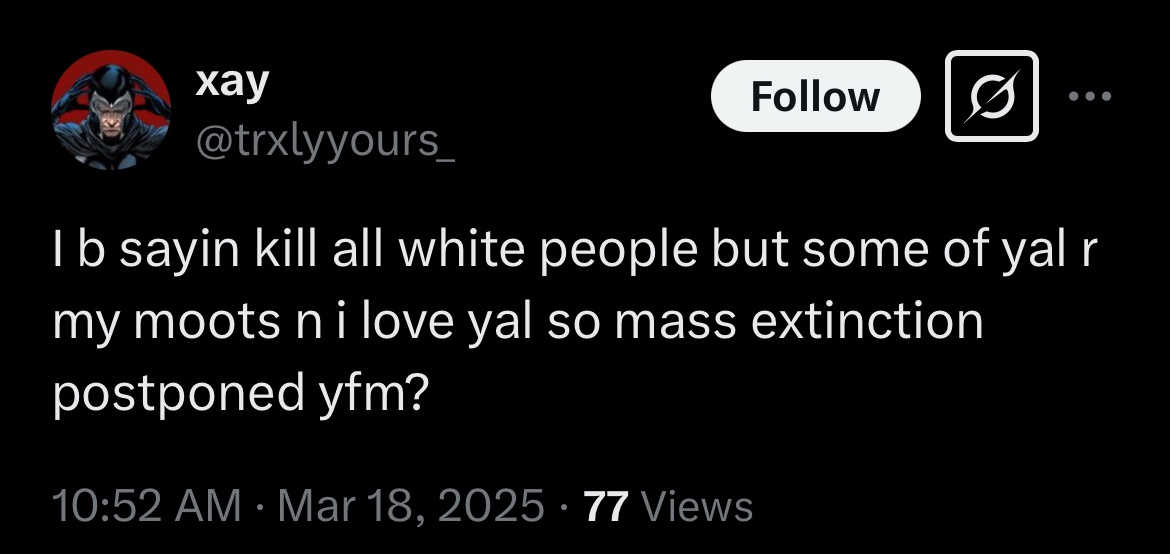 xay
Follow
@trxlyyours_
I b sayin kill all white people but some of yal r
my moots n i love yal so mass extinction
postponed yfm?
10:52 AM · Mar 18, 2025 · 77 Views